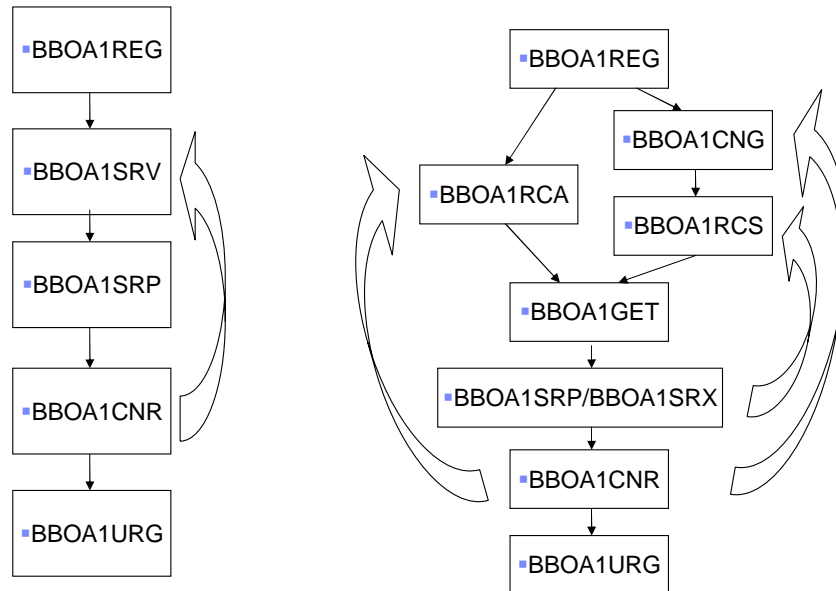 ▪BBOA1REG
▪BBOA1SRV
▪BBOA1SRP
▪BBOA1CNR
▪BBOA1URG
▪BBOA1REG
▪BBOA1CNG
▪BBOA1RCA
▪BBOA1RCS
▪BBOA1GET
▪BBOA1SRP/BBOA1SRX
▪BBOA1CNR
▪BBOA1URG